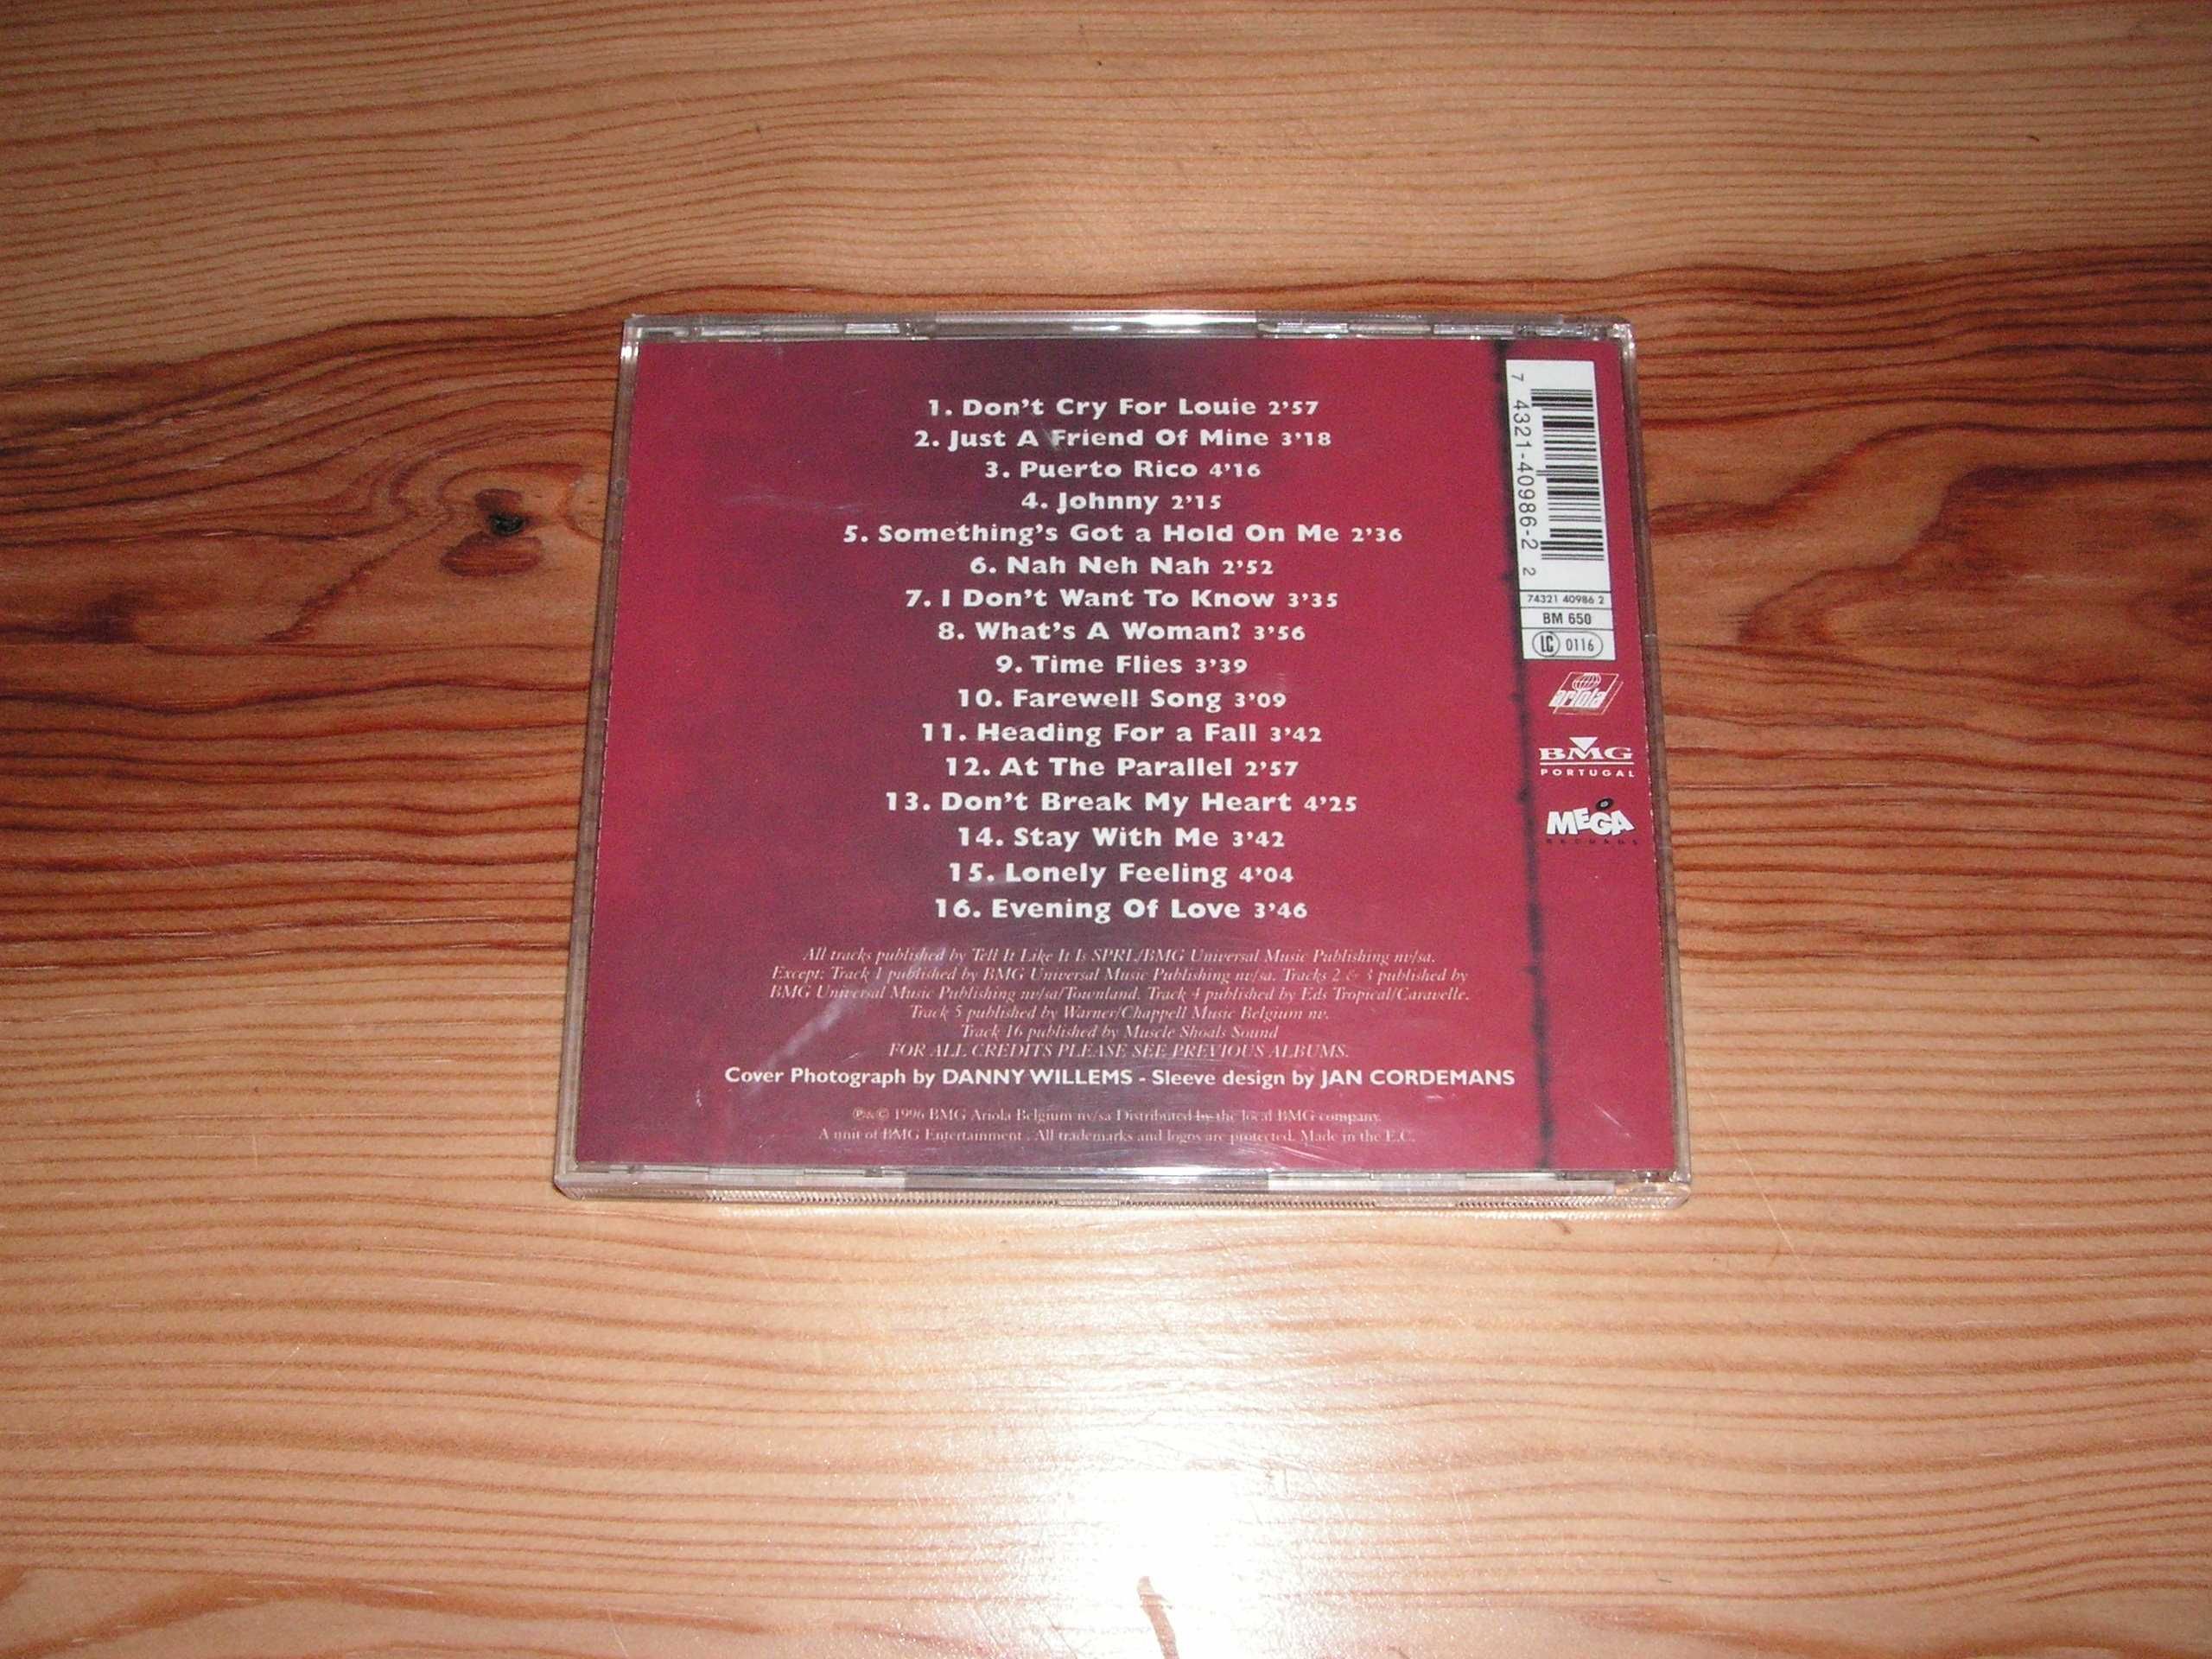 1. Don't Cry For Louie 2'57
2. Just A Friend Of Mine 3'18
3. Puerto Rico 4'16
4. Johnny 2'15
5. Something's Got a Hold On Me 2'36
6. Nah Neh Nah 2'52
7. I Don't Want To Know 3'35
8. What's A Woman? 3'56
9. Time Flies 3'39
10. Farewell Song 3'09
11. Heading For a Fall 3'42
12. At The Parallel 2'57
13. Don't Break My Heart 4'25
14. Stay With Me 3'42
15. Lonely Feeling 4'04
16. Evening Of Love 3'46
All tracks published by Tell It Like It Is SPRL/BMG Universal Music Publishing nv/sa.
Except: Track 1 published by BMG Universal Music Publishing nv/sa. Tracks 2 & 3 published by
BMG Universal Music Publishing nv/sa/Townland. Track 4 published by Eds Tropical/Caravelle.
Track 5 published by Warner/Chappell Music Belgium nv.
Track 16 published by Muscle Shoals Sound
FOR ALL CREDITS PLEASE SEE PREVIOUS ALBUMS.
Cover Photograph by DANNY WILLEMS - Sleeve design by JAN CORDEMANS
℗&© 1996 BMG Ariola Belgium nv/sa Distributed by the local BMG company.
A unit of BMG Entertainment. All trademarks and logos are protected. Made in the E.C.
7 4321-40986-2 2
74321 40986 2
BM 650
LC 0116
ariola
BMG
PORTUGAL
MEGA
RECORDS